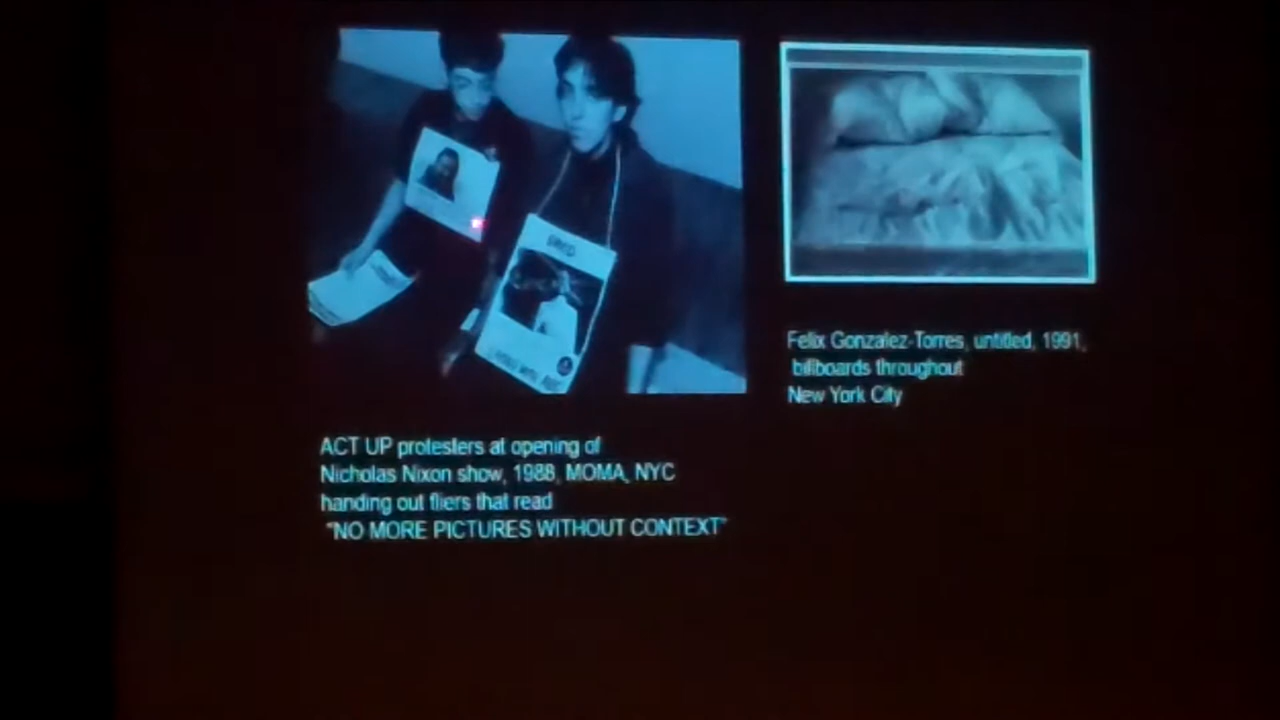 ACT UP protesters at opening of
Nicholas Nixon show, 1988, MOMA, NYC
handing out fliers that read
"NO MORE PICTURES WITHOUT CONTEXT"
Felix Gonzalez-Torres, untitled, 1991,
billboards throughout
New York City